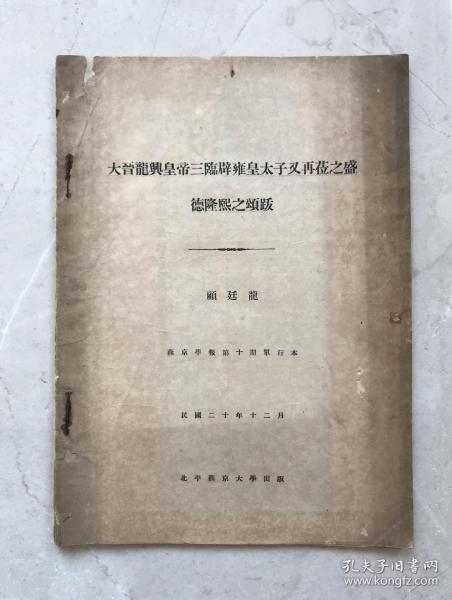 大晉龍興皇帝三臨辟雍皇太子又再莅之盛
德隆熙之頌跋
顧廷龍
燕京學報第十期單行本
民國二十年十二月
北平燕京大學出版
孔夫子旧书网
www.kongfz.com